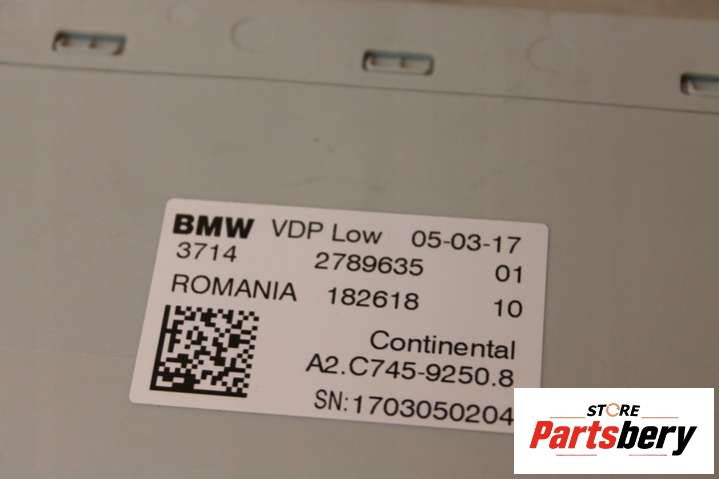 BMW VDP Low 05-03-17
3714 2789635 01
ROMANIA 182618 10
Continental
A2.C745-9250.8
SN:1703050204
STORE
Partsbery